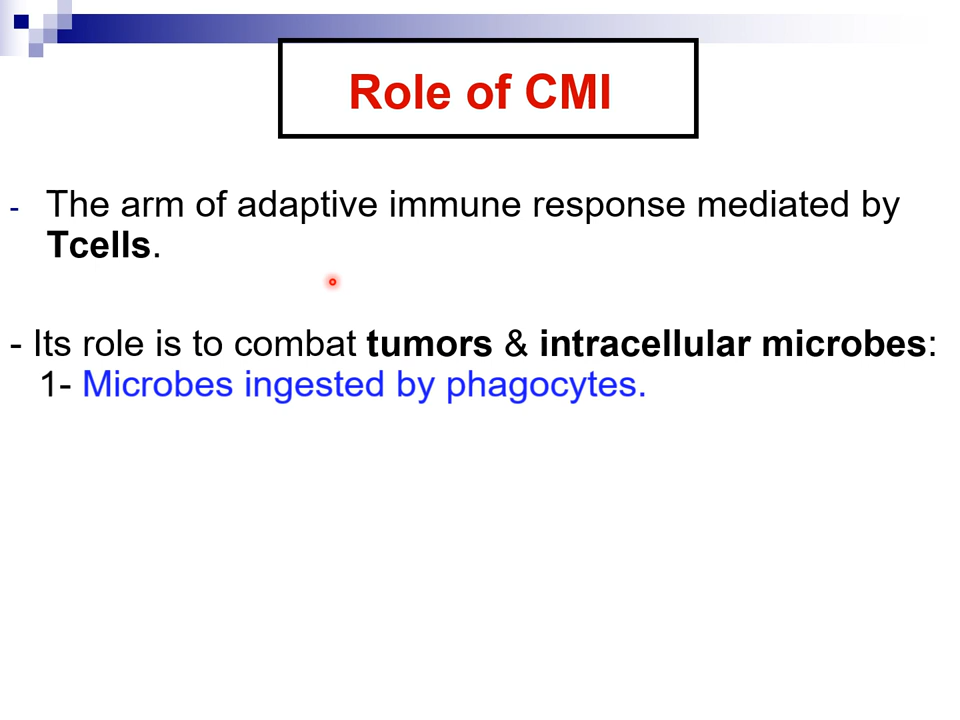 Role of CMI
- The arm of adaptive immune response mediated by
Tcells.
- Its role is to combat tumors & intracellular microbes:
1- Microbes ingested by phagocytes.